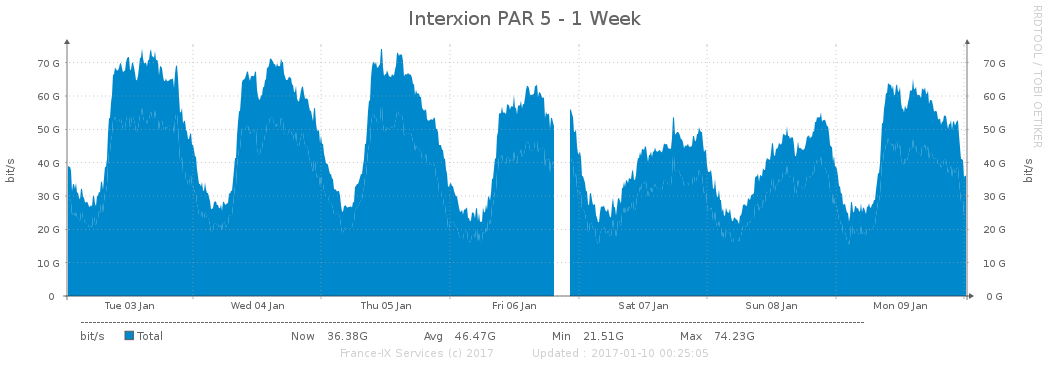 Interxion PAR 5 - 1 Week
RRDTOOL / TOBI OETIKER
bit/s
70 G 70 G
60 G 60 G
50 G 50 G
40 G 40 G
30 G 30 G
20 G 20 G
10 G 10 G
0 0 G
bit/s
Tue 03 Jan Wed 04 Jan Thu 05 Jan Fri 06 Jan Sat 07 Jan Sun 08 Jan Mon 09 Jan
bit/s Total Now 36.38G Avg 46.47G Min 21.51G Max 74.23G
France-IX Services (c) 2017 Updated : 2017-01-10 00:25:05